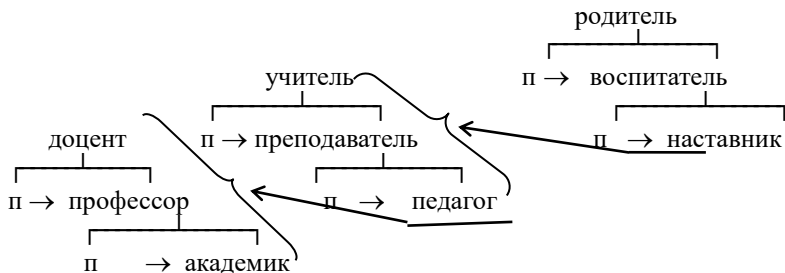 родитель
п → воспитатель
учитель
п → наставник
п → преподаватель
доцент
п → педагог
п → профессор
п → академик